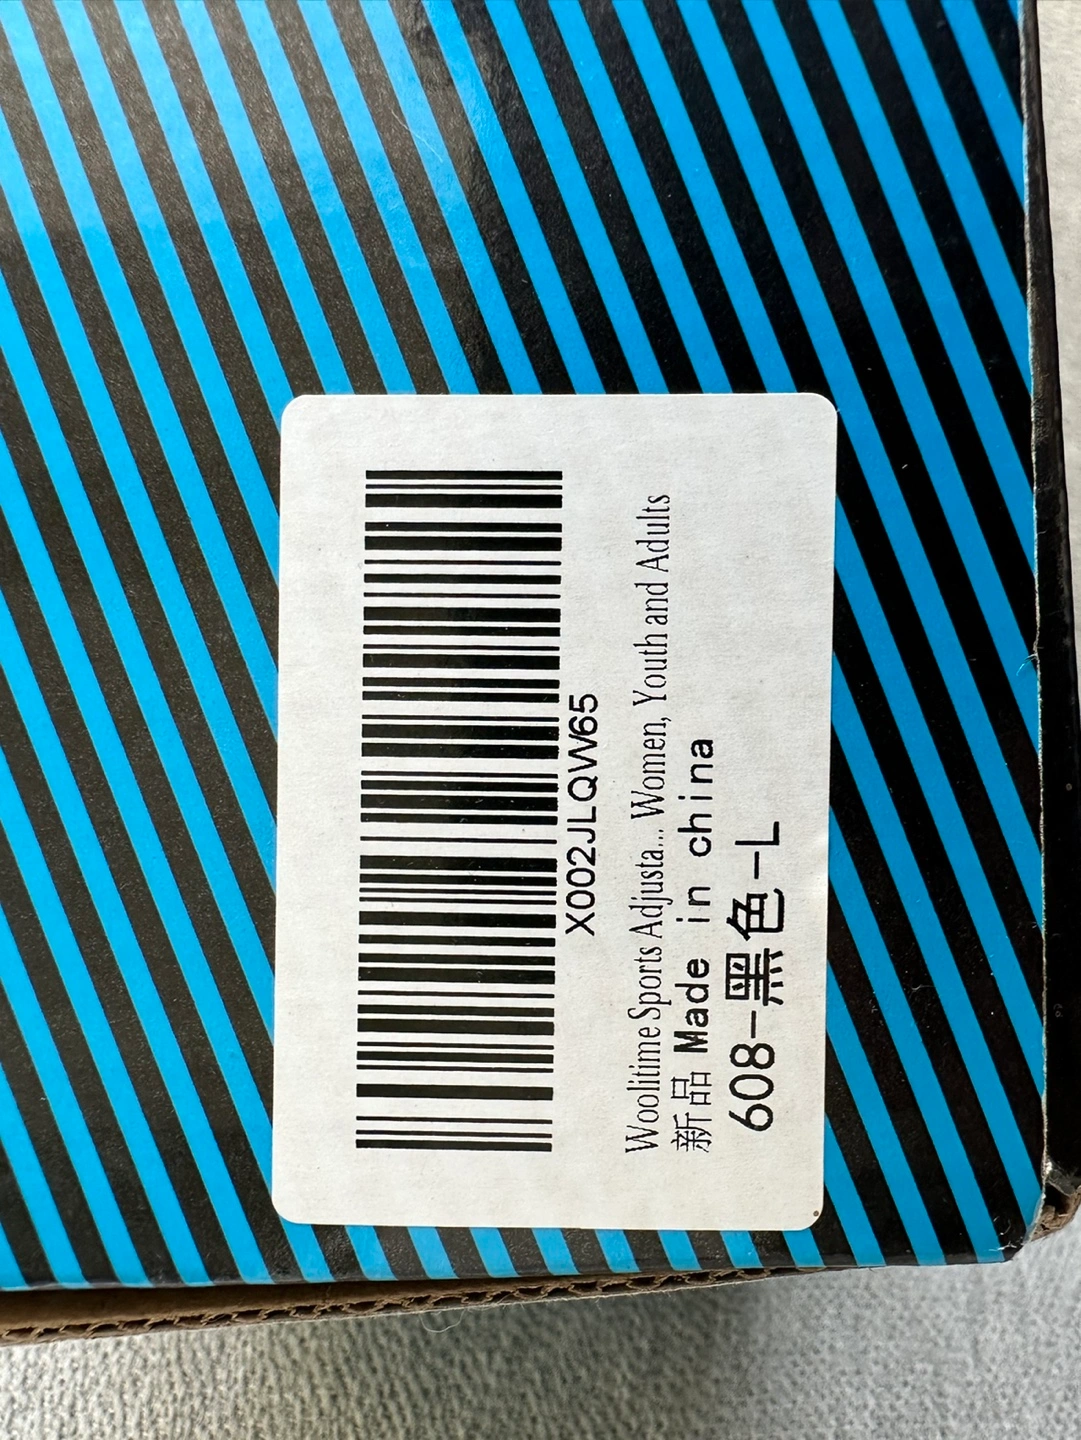 X002JLQW65
Woolitime Sports Adjusta... Women, Youth and Adults
新品 Made in china
608-黑色-L